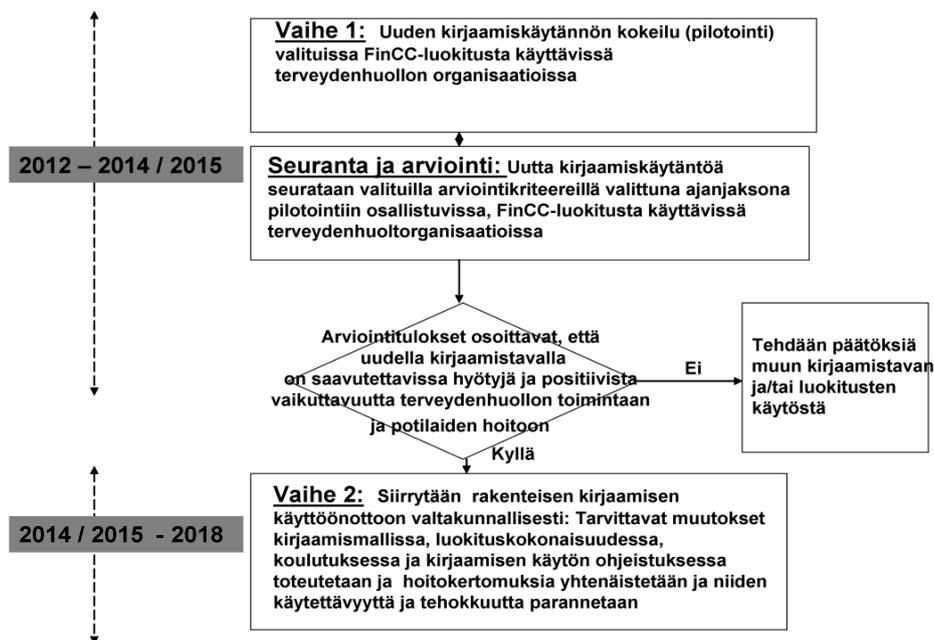 Vaihe 1: Uuden kirjaamiskäytännön kokeilu (pilotointi)
valituissa FinCC-luokitusta käyttävissä
terveydenhuollon organisaatioissa
2012 – 2014 / 2015
Seuranta ja arviointi: Uutta kirjaamiskäytäntöä
seurataan valituilla arviointikriteereillä valittuna ajanjaksona
pilotointiin osallistuvissa, FinCC-luokitusta käyttävissä
terveydenhuoltorganisaatioissa
Arviointitulokset osoittavat, että
uudella kirjaamistavalla
on saavutettavissa hyötyjä ja positiivista
vaikuttavuutta terveydenhuollon toimintaan
ja potilaiden hoitoon
Ei
Tehdään päätöksiä
muun kirjaamistavan
ja/tai luokitusten
käytöstä
Kyllä
2014 / 2015 - 2018
Vaihe 2: Siirrytään rakenteisen kirjaamisen
käyttöönottoon valtakunnallisesti: Tarvittavat muutokset
kirjaamismallissa, luokituskokonaisuudessa,
koulutuksessa ja kirjaamisen käytön ohjeistuksessa
toteutetaan ja hoitokertomuksia yhtenäistetään ja niiden
käytettävyyttä ja tehokkuutta parannetaan